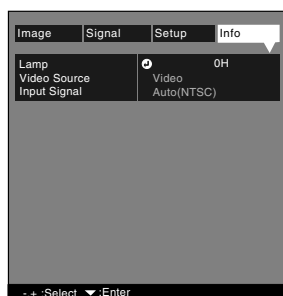 Image Signal Setup Info
Lamp 0H
Video Source Video
Input Signal Auto(NTSC)
- + :Select ▼ :Enter